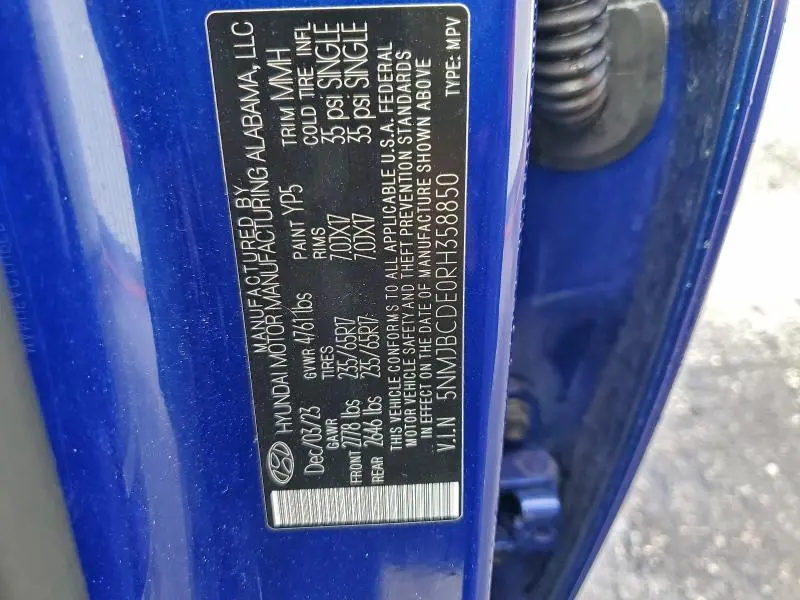 MANUFACTURED BY
HYUNDAI MOTOR MANUFACTURING ALABAMA, LLC
Dec/03/23 GVWR 4761lbs PAINT YP5 TRIM MMH
GAWR TIRES RIMS COLD TIRE INFL
FRONT 2778 lbs 235/65R17 7.0JX17 35 psi SINGLE
REAR 2646 lbs 235/65R17 7.0JX17 35 psi SINGLE
THIS VEHICLE CONFORMS TO ALL APPLICABLE U.S.A. FEDERAL
MOTOR VEHICLE SAFETY AND THEFT PREVENTION STANDARDS
IN EFFECT ON THE DATE OF MANUFACTURE SHOWN ABOVE
V.I.N 5NMJBCDE0RH358850 TYPE: MPV